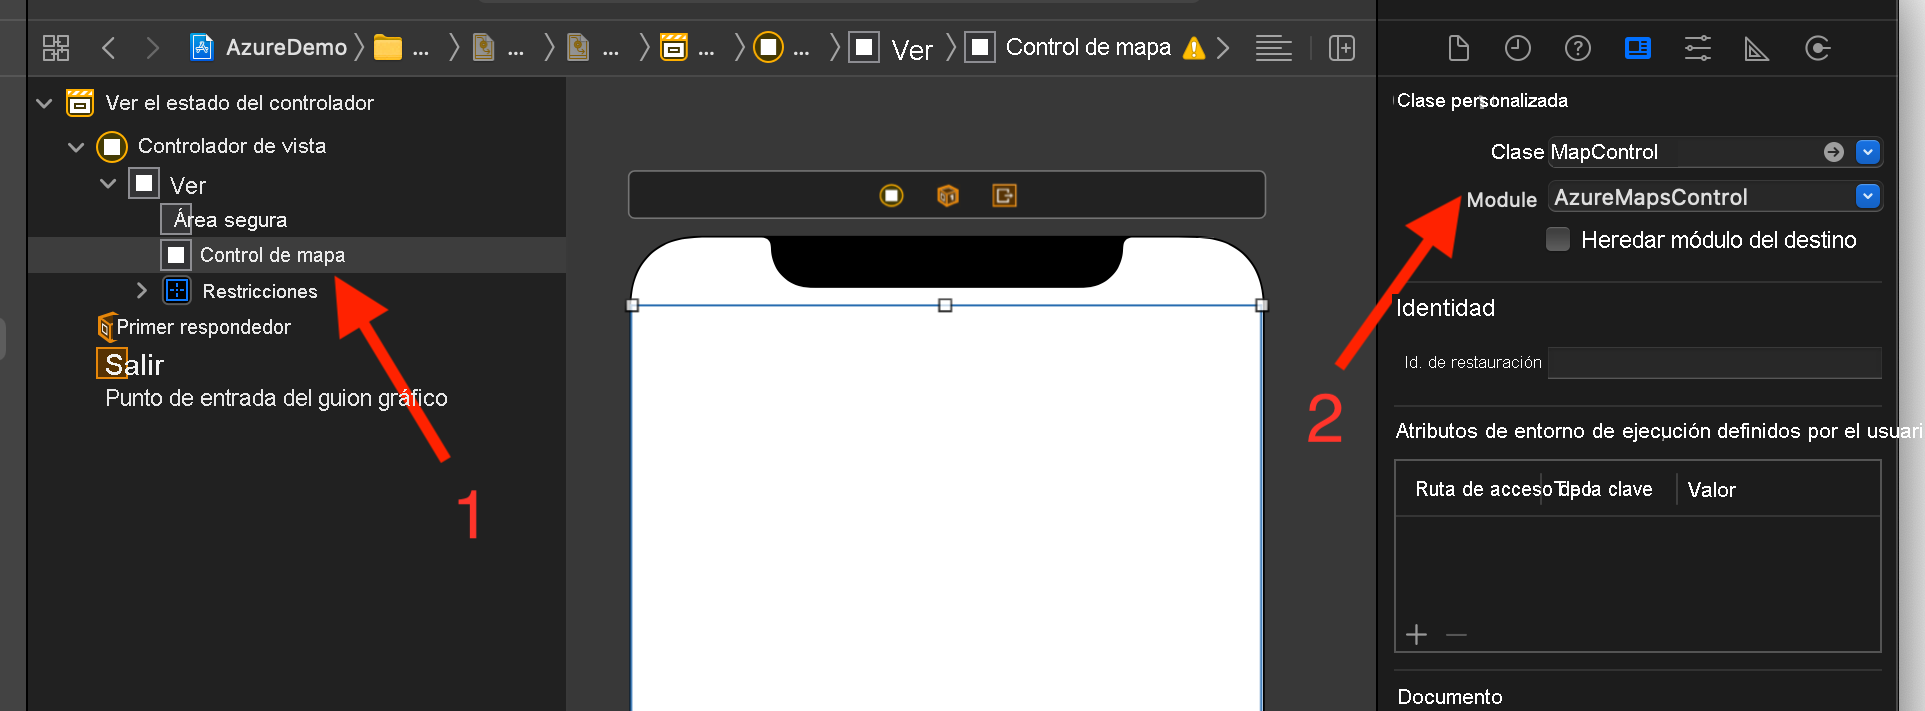 AzureDemo ... ... ... ... ... Ver Control de mapa
Ver el estado del controlador
Controlador de vista
Ver
Área segura
Control de mapa
Restricciones
Primer respondedor
Salir
Punto de entrada del guion gráfico
1
2
Clase personalizada
Clase MapControl
Module AzureMapsControl
Heredar módulo del destino
Identidad
Id. de restauración
Atributos de entorno de ejecución definidos por el usuari
Ruta de acceso de la clave Tipo Valor
Documento